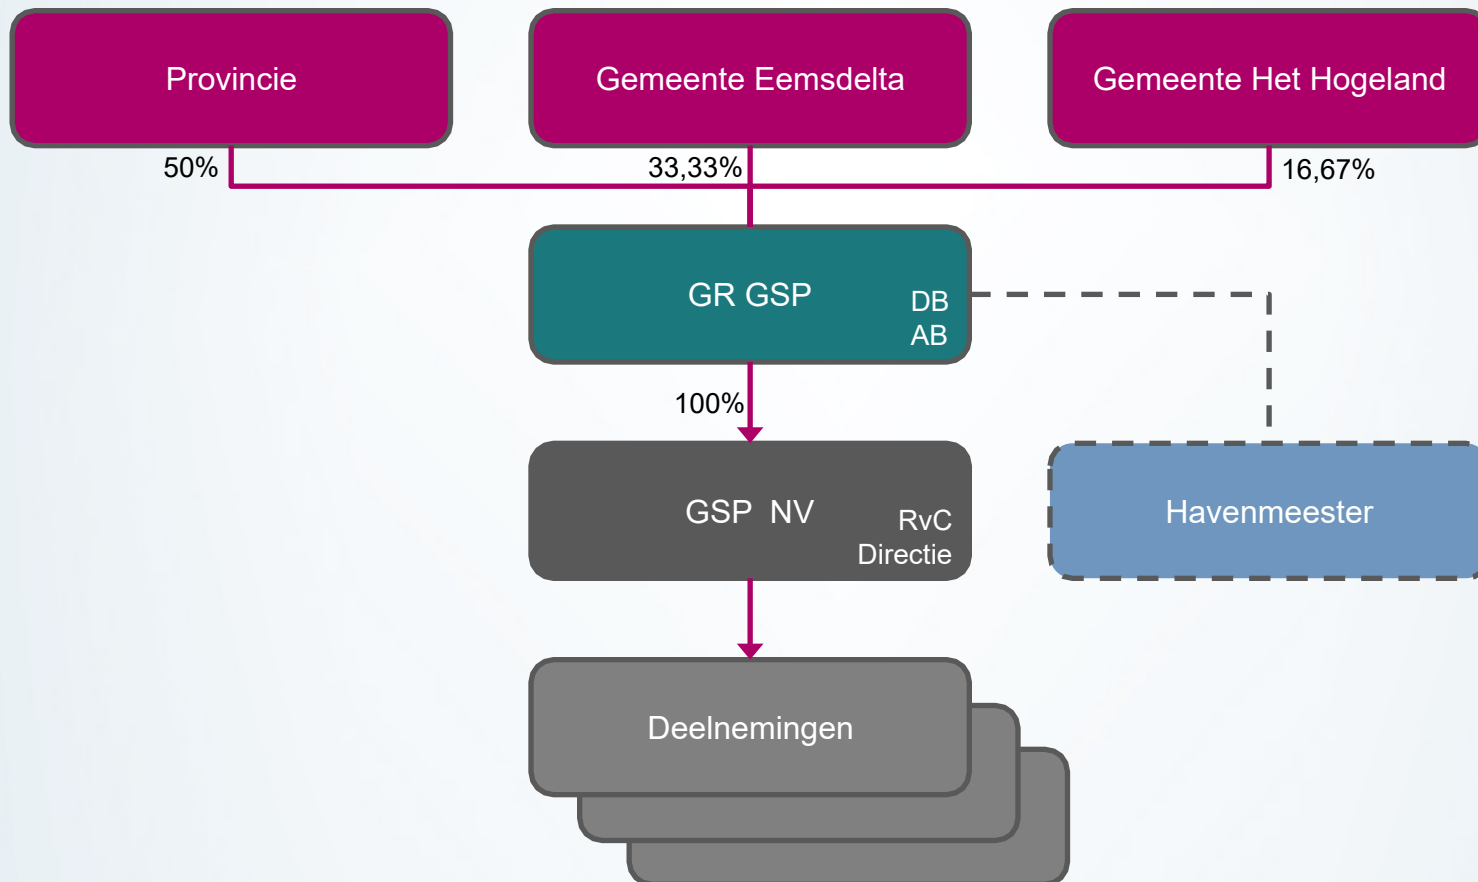 Provincie
Gemeente Eemsdelta
Gemeente Het Hogeland
50%
33,33%
16,67%
GR GSP
DB
AB
100%
GSP NV
RvC
Directie
Havenmeester
Deelnemingen